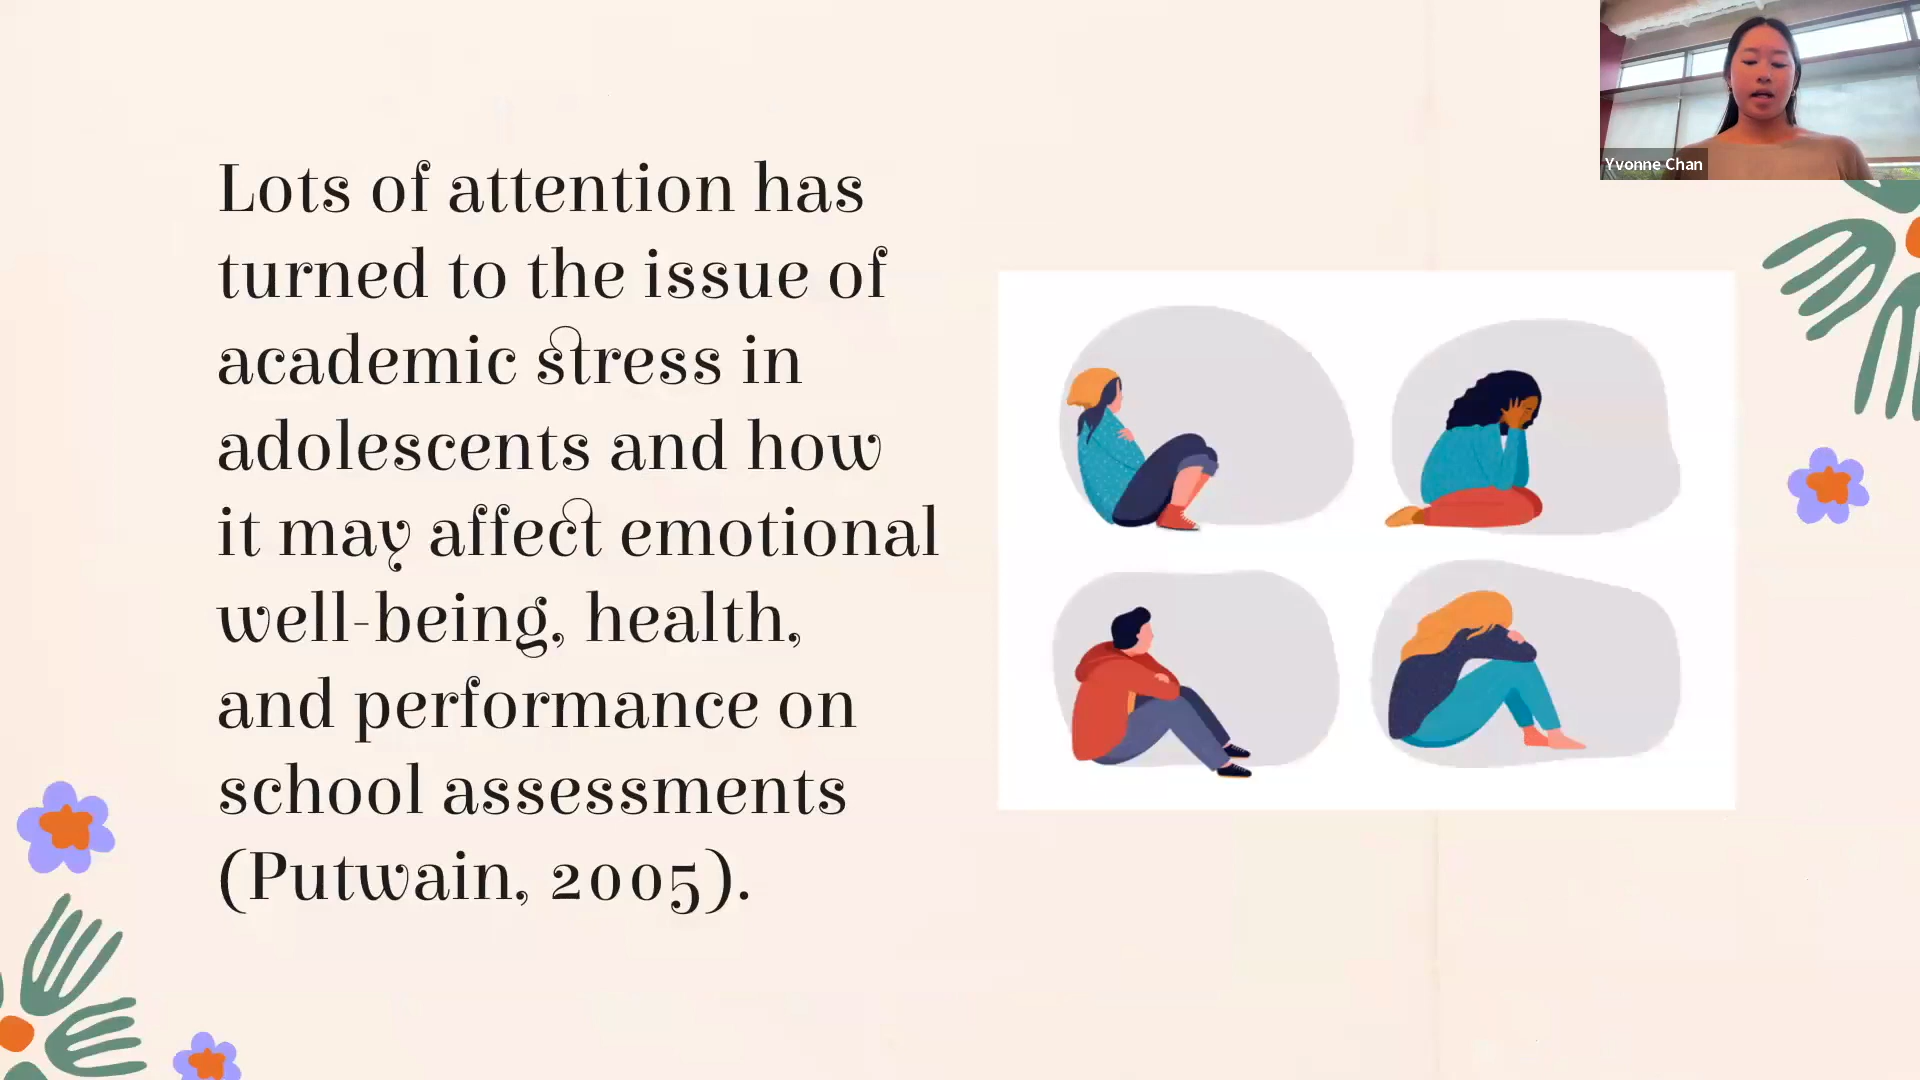 Lots of attention has
turned to the issue of
academic stress in
adolescents and how
it may affect emotional
well-being, health,
and performance on
school assessments
(Putwain, 2005).
Yvonne Chan